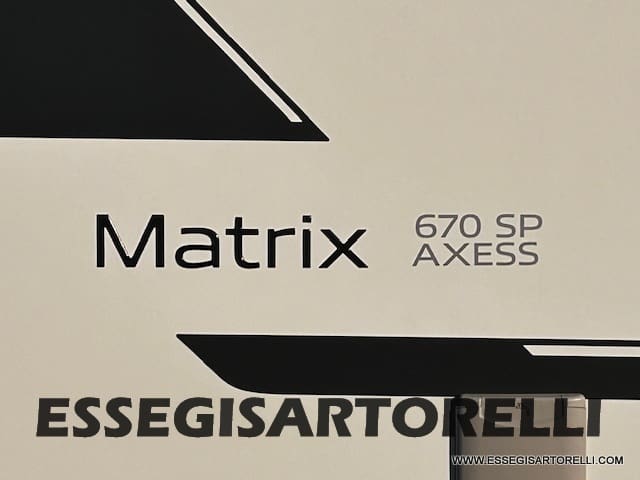 Matrix
670 SP
AXESS
ESSEGISARTORELLI
WWW.ESSEGISARTORELLI.COM